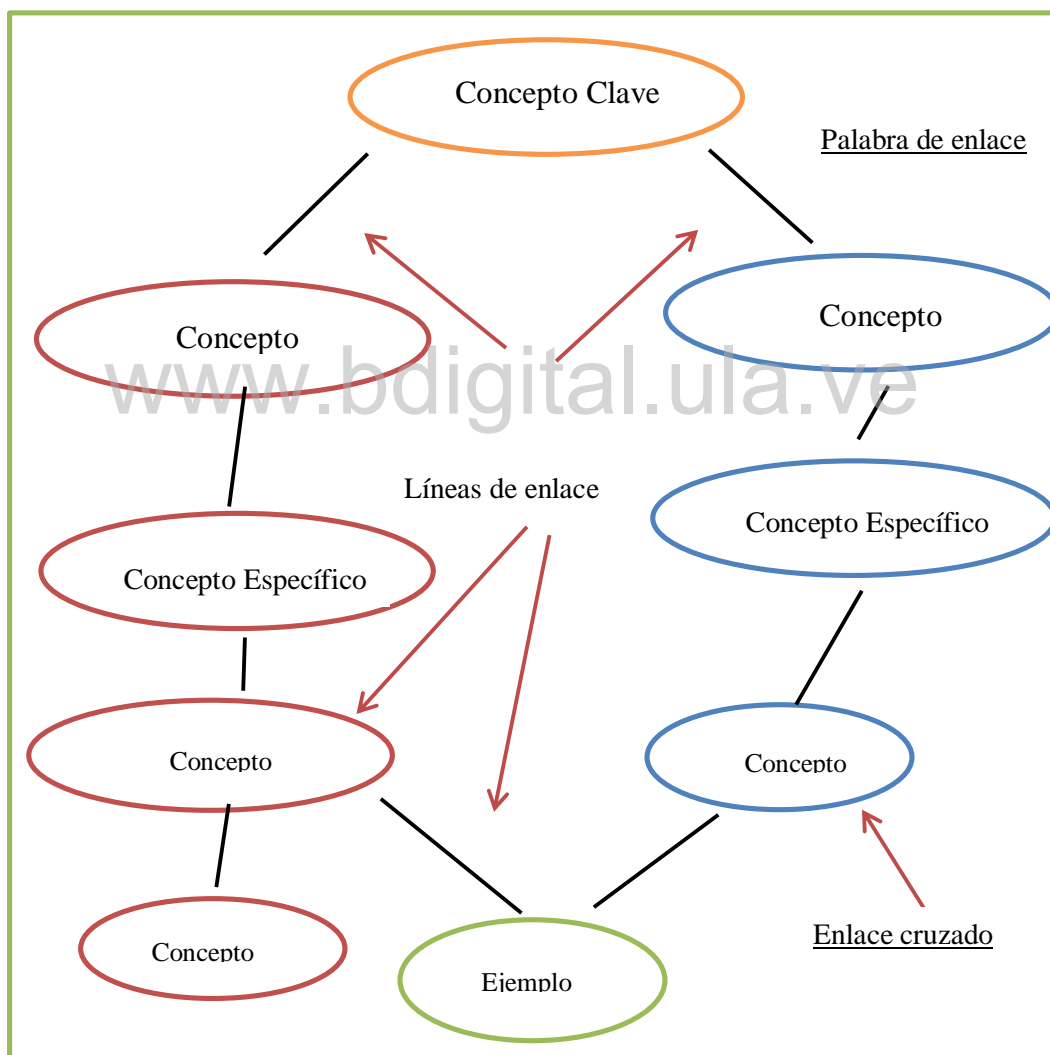 Concepto Clave
Palabra de enlace
Concepto
Concepto
www.bdigital.ula.ve
Líneas de enlace
Concepto Específico
Concepto Específico
Concepto
Concepto
Concepto
Enlace cruzado
Ejemplo